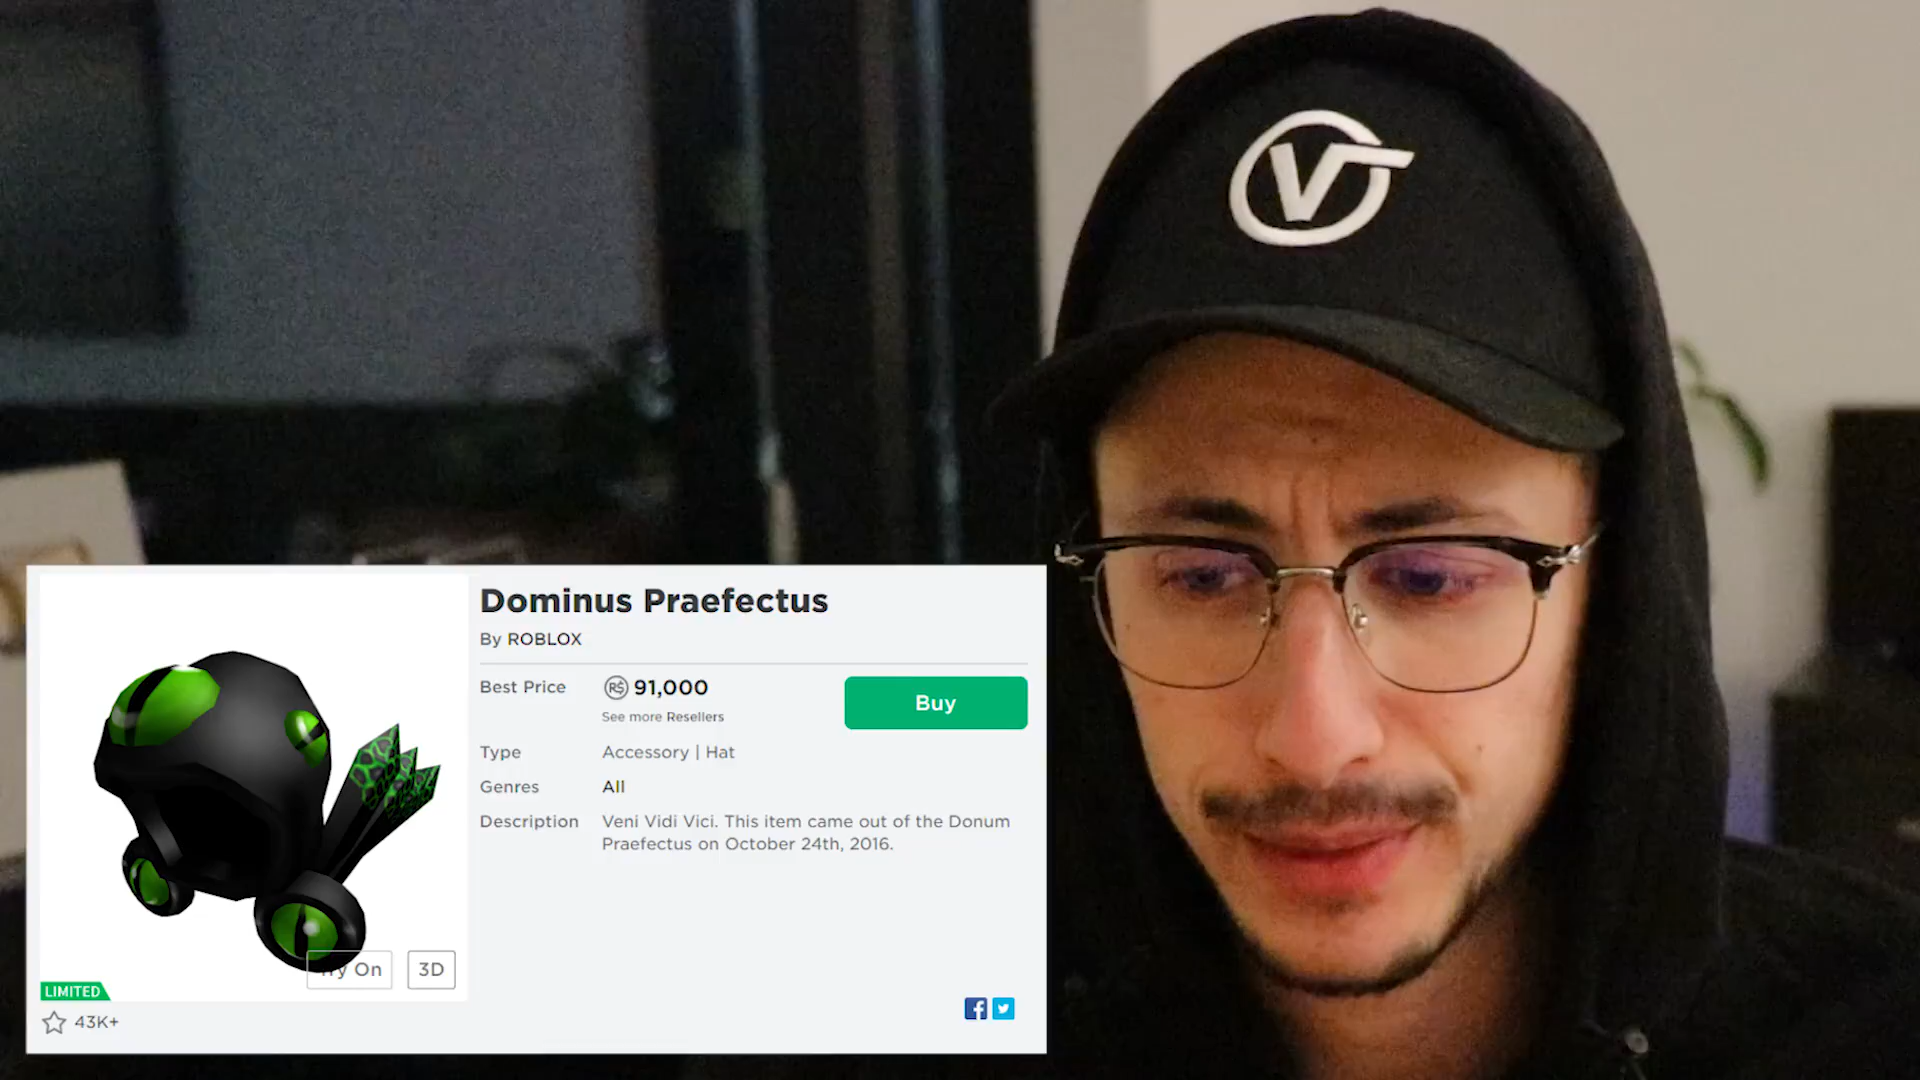 V
Dominus Praefectus
By ROBLOX
Best Price R$ 91,000
See more Resellers
Buy
Type Accessory | Hat
Genres All
Description Veni Vidi Vici. This item came out of the Donum
Praefectus on October 24th, 2016.
Try On 3D
LIMITED
43K+